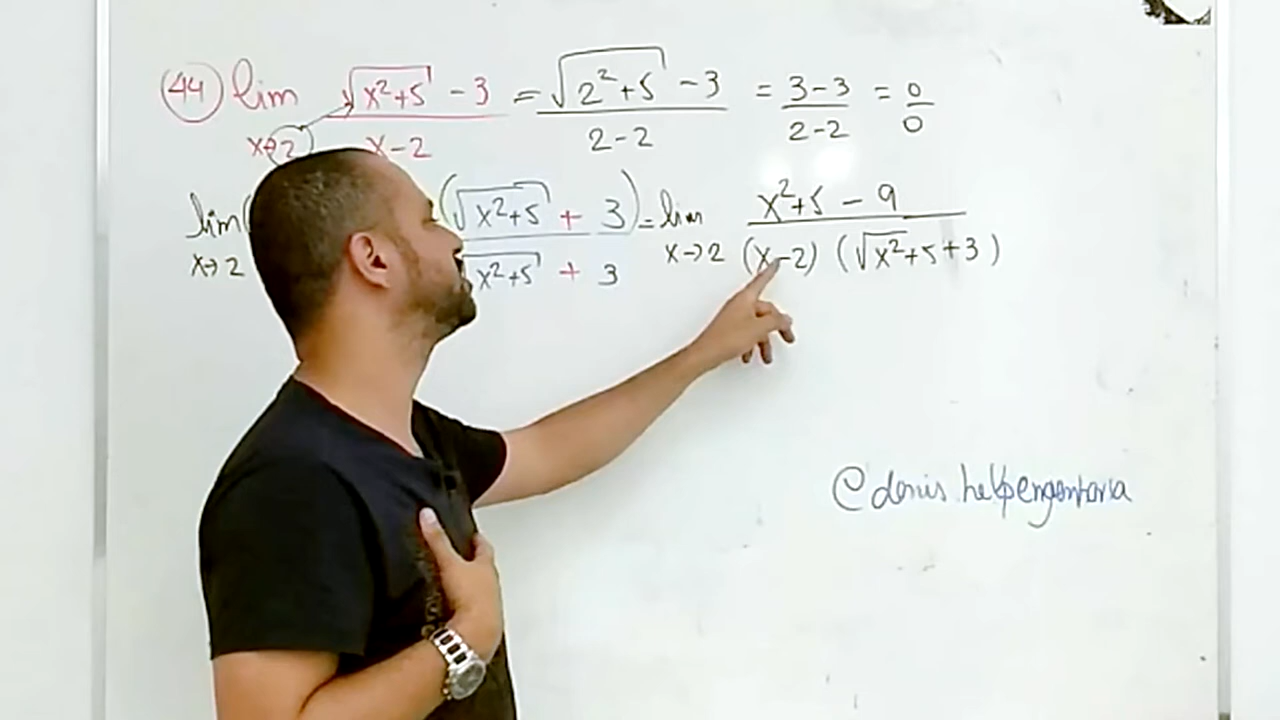 44 lim x→2 (√(x²+5) - 3)/(x-2) = (√(2²+5) - 3)/(2-2) = (3-3)/(2-2) = 0/0
lim x→2 ( (√(x²+5) + 3)/(√(x²+5) + 3) = lim x→2 (x²+5 - 9)/((x-2) (√x²+5+3))
@denis.helpengenharia